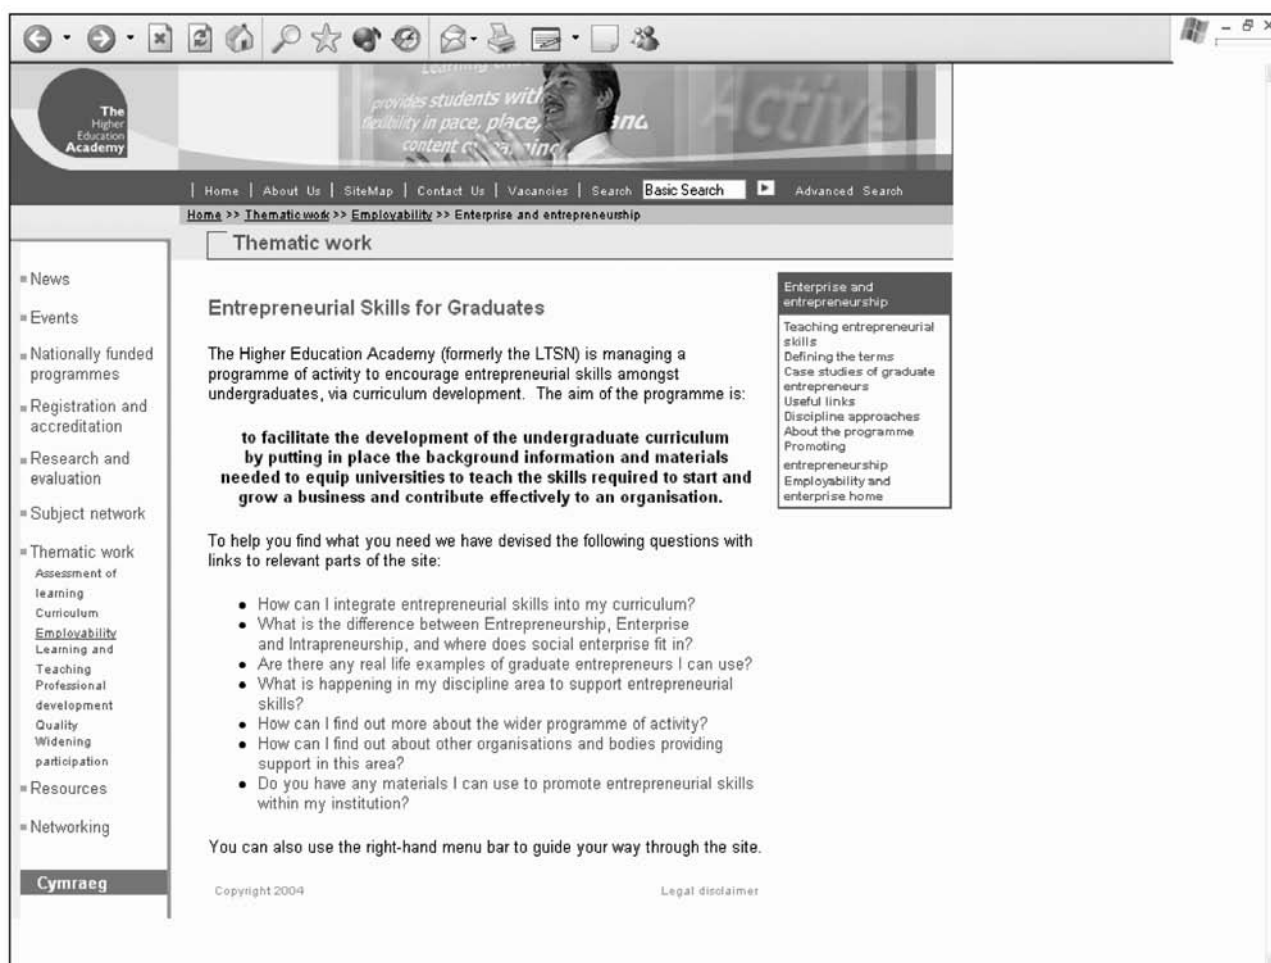 The
Higher
Education
Academy
provides students with
flexibility in pace, place, and
content
Active
| Home | About Us | SiteMap | Contact Us | Vacancies | Search Basic Search Advanced Search
Home >> Thematic work >> Employability >> Enterprise and entrepreneurship
Thematic work
News
Events
Nationally funded
programmes
Registration and
accreditation
Research and
evaluation
Subject network
Thematic work
Assessment of
learning
Curriculum
Employability
Learning and
Teaching
Professional
development
Quality
Widening
participation
Resources
Networking
Cymraeg
Entrepreneurial Skills for Graduates
The Higher Education Academy (formerly the LTSN) is managing a
programme of activity to encourage entrepreneurial skills amongst
undergraduates, via curriculum development. The aim of the programme is:
to facilitate the development of the undergraduate curriculum
by putting in place the background information and materials
needed to equip universities to teach the skills required to start and
grow a business and contribute effectively to an organisation.
To help you find what you need we have devised the following questions with
links to relevant parts of the site:
• How can I integrate entrepreneurial skills into my curriculum?
• What is the difference between Entrepreneurship, Enterprise
and Intrapreneurship, and where does social enterprise fit in?
• Are there any real life examples of graduate entrepreneurs I can use?
• What is happening in my discipline area to support entrepreneurial
skills?
• How can I find out more about the wider programme of activity?
• How can I find out about other organisations and bodies providing
support in this area?
• Do you have any materials I can use to promote entrepreneurial skills
within my institution?
You can also use the right-hand menu bar to guide your way through the site.
Copyright 2004 Legal disclaimer
Enterprise and
entrepreneurship
Teaching entrepreneurial
skills
Defining the terms
Case studies of graduate
entrepreneurs
Useful links
Discipline approaches
About the programme
Promoting
entrepreneurship
Employability and
enterprise home